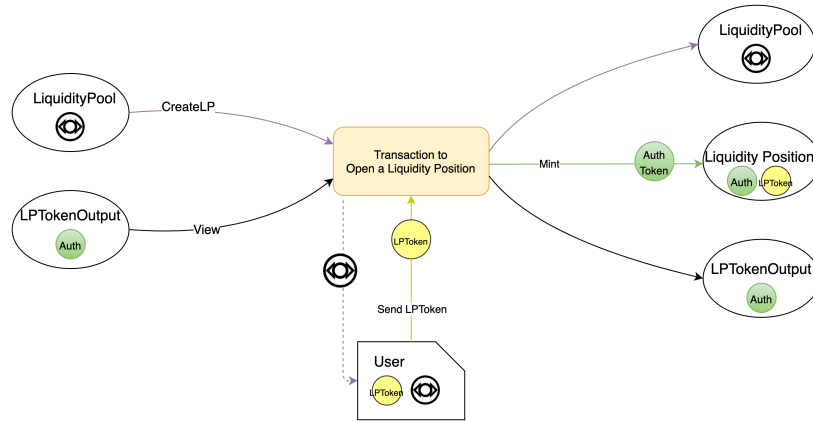 LiquidityPool
LiquidityPool
CreateLP
Transaction to
Open a Liquidity Position
Mint
Auth
Token
Liquidity Position
Auth
LPToken
LPTokenOutput
Auth
View
LPToken
LPTokenOutput
Auth
Send LPToken
User
LPToken